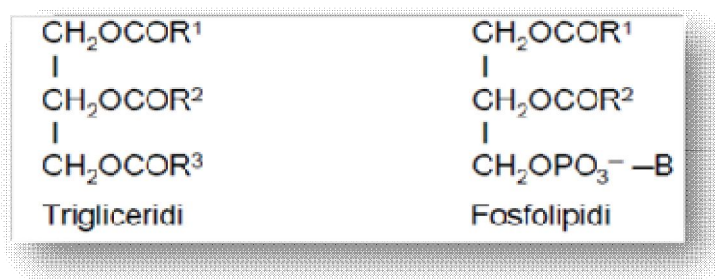 CH₂OCOR¹ CH₂OCOR¹
I I
CH₂OCOR² CH₂OCOR²
I I
CH₂OCOR³ CH₂OPO₃⁻ –B
Trigliceridi Fosfolipidi